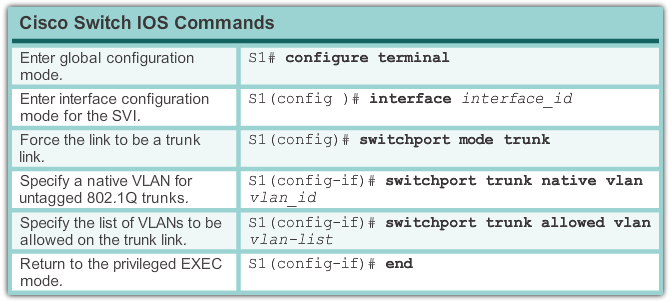 Cisco Switch IOS Commands
Enter global configuration
mode.
S1# configure terminal
Enter interface configuration
mode for the SVI.
S1(config )# interface interface_id
Force the link to be a trunk
link.
S1(config)# switchport mode trunk
Specify a native VLAN for
untagged 802.1Q trunks.
S1(config-if)# switchport trunk native vlan
vlan_id
Specify the list of VLANs to be
allowed on the trunk link.
S1(config-if)# switchport trunk allowed vlan
vlan-list
Return to the privileged EXEC
mode.
S1(config-if)# end